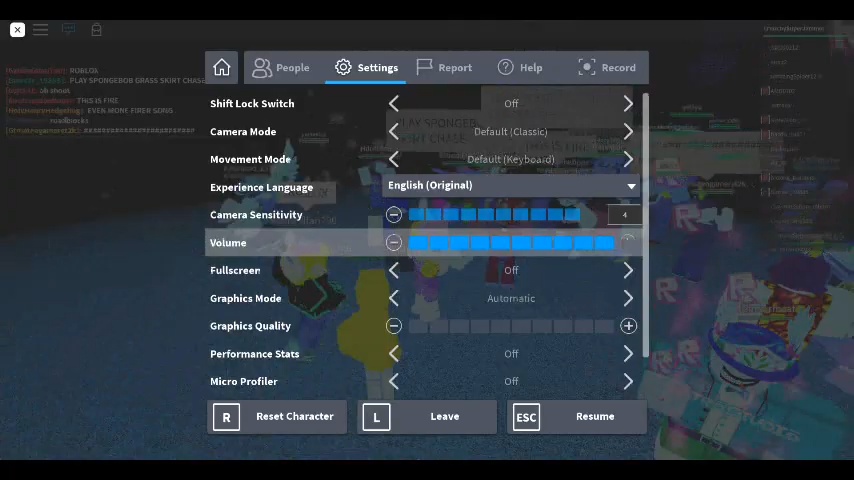 People
Settings
Report
Help
Record
Shift Lock Switch
Off
Camera Mode
Default (Classic)
Movement Mode
Default (Keyboard)
Experience Language
English (Original)
Camera Sensitivity
4
Volume
Fullscreen
Off
Graphics Mode
Automatic
Graphics Quality
Performance Stats
Off
Micro Profiler
Off
R
Reset Character
L
Leave
ESC
Resume
ROBLOX
PLAY SPONGEBOB GRASS SKIRT CHASE
THIS IS FIRE
EVEN MORE FIRER SONG